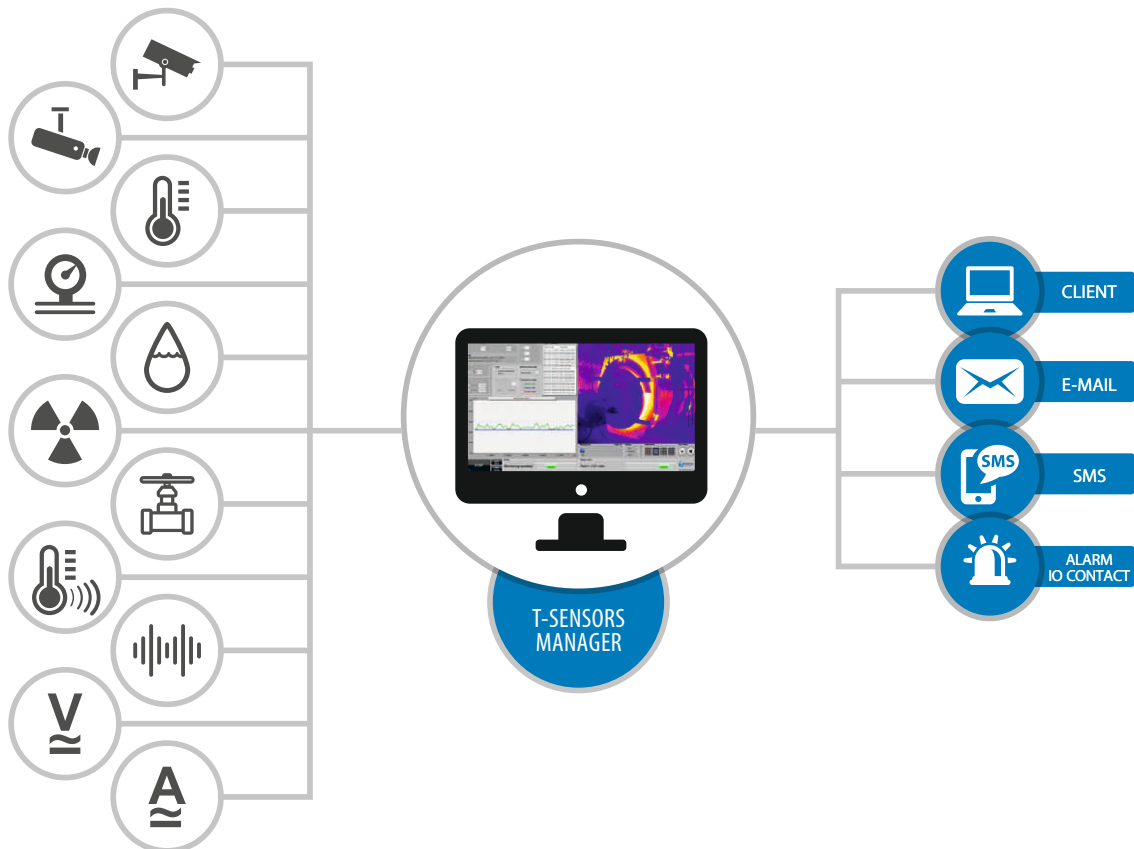 V
A
T-SENSORS
MANAGER
CLIENT
E-MAIL
SMS
SMS
ALARM
IO CONTACT